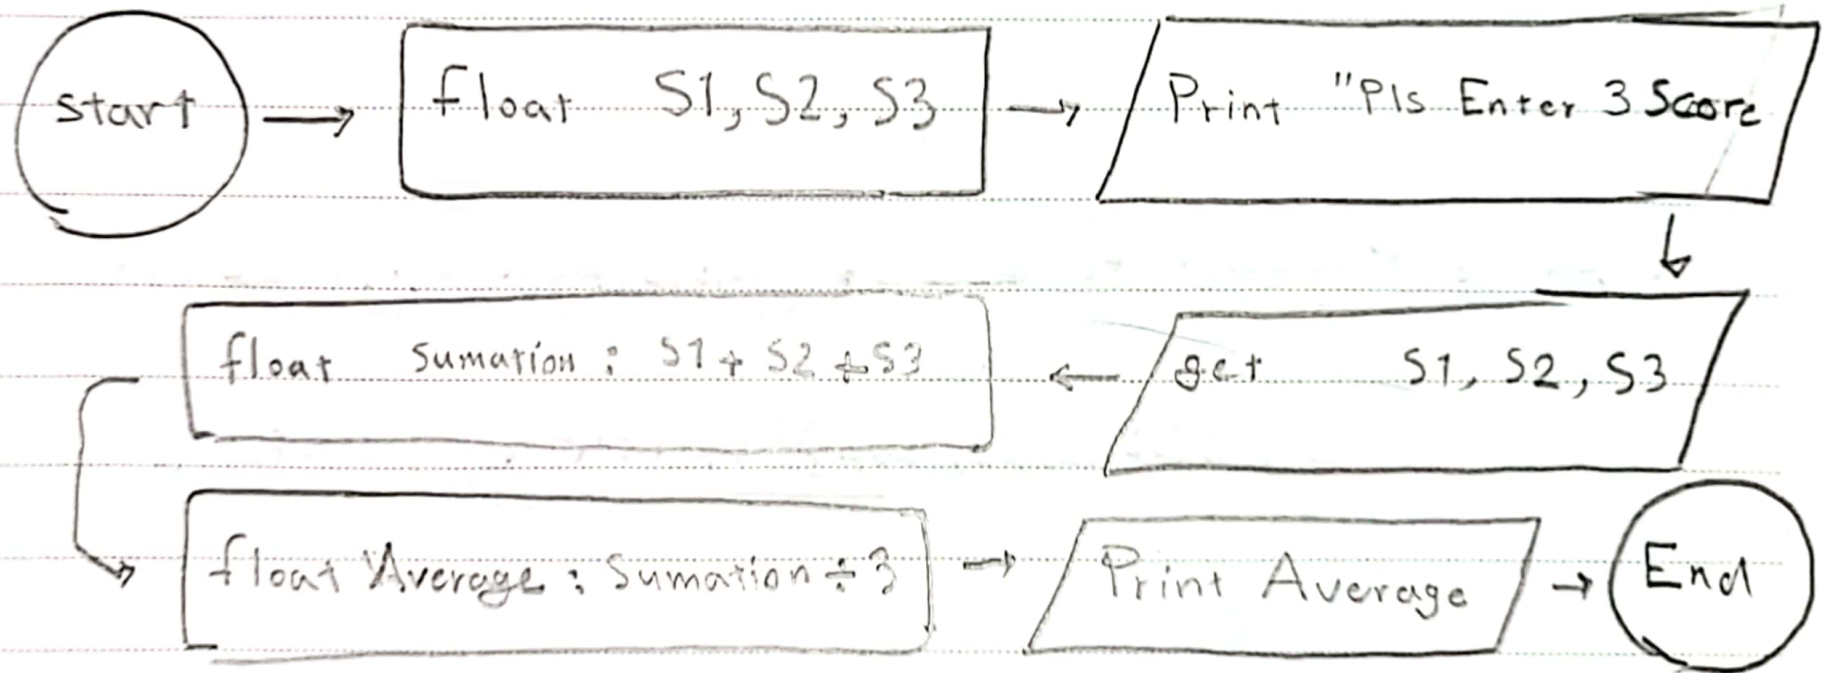 start
float S1, S2, S3
Print "Pls Enter 3 Score
get S1, S2, S3
float Sumation : S1 + S2 + S3
float Average : Sumation ÷ 3
Print Average
End